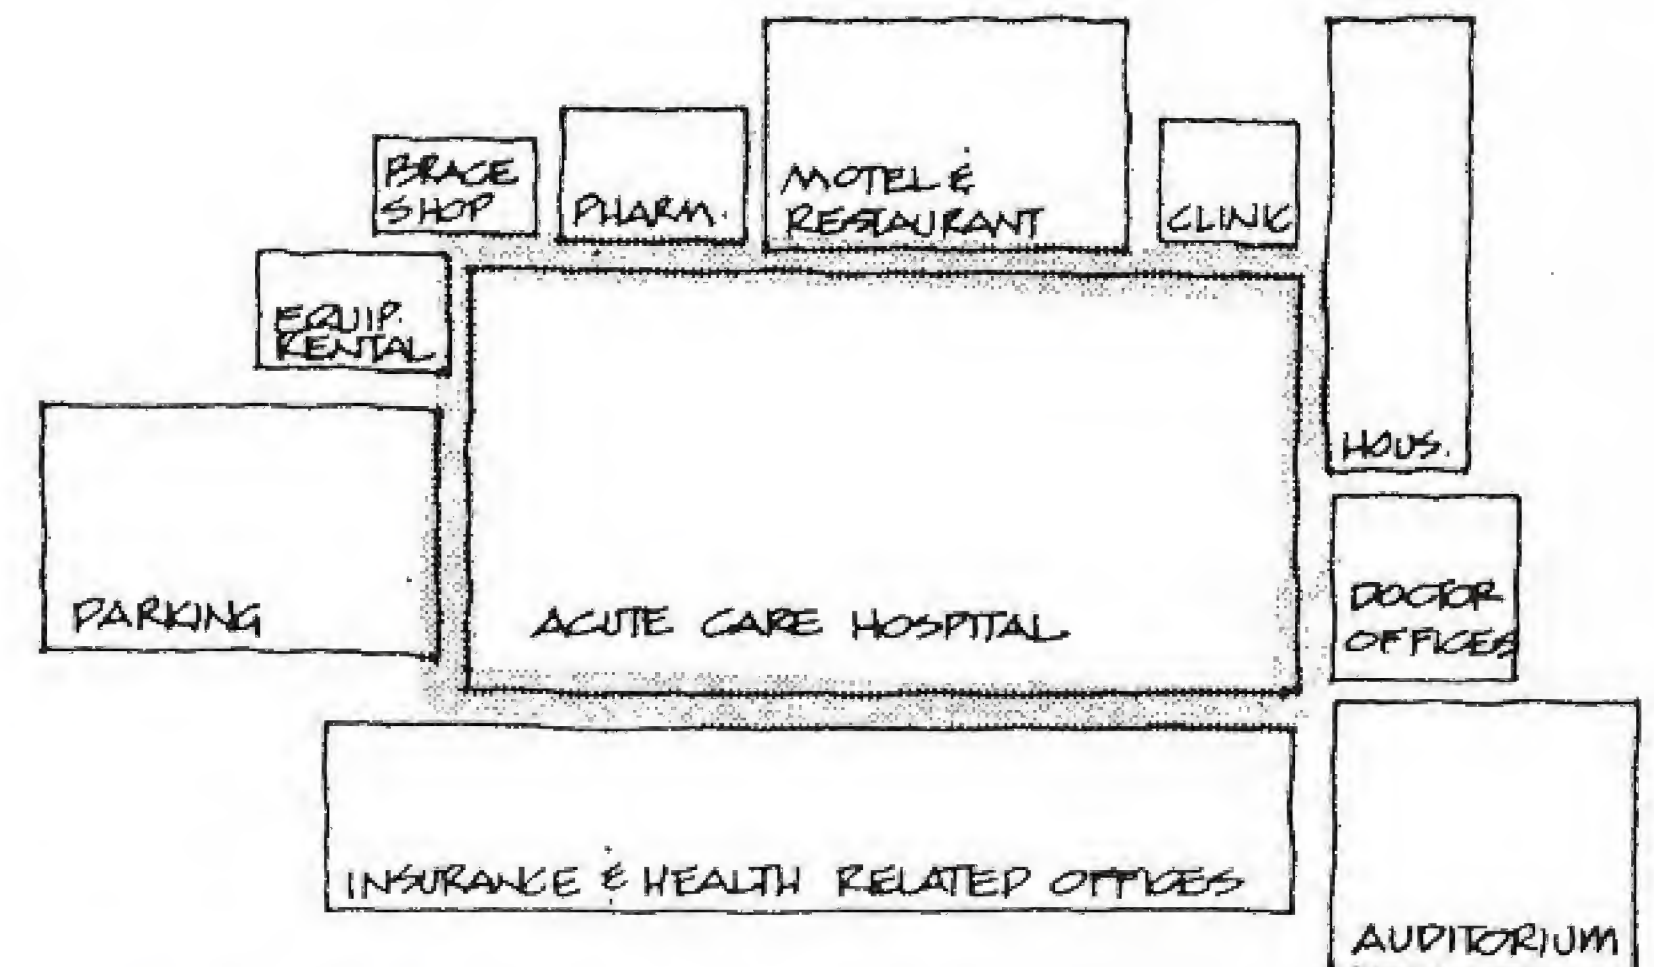 BRACE
SHOP
PHARM.
MOTEL &
RESTAURANT
CLINIC
EQUIP.
RENTAL
HOUS.
PARKING
ACUTE CARE HOSPITAL
DOCTOR
OFFICES
INSURANCE & HEALTH RELATED OFFICES
AUDITORIUM